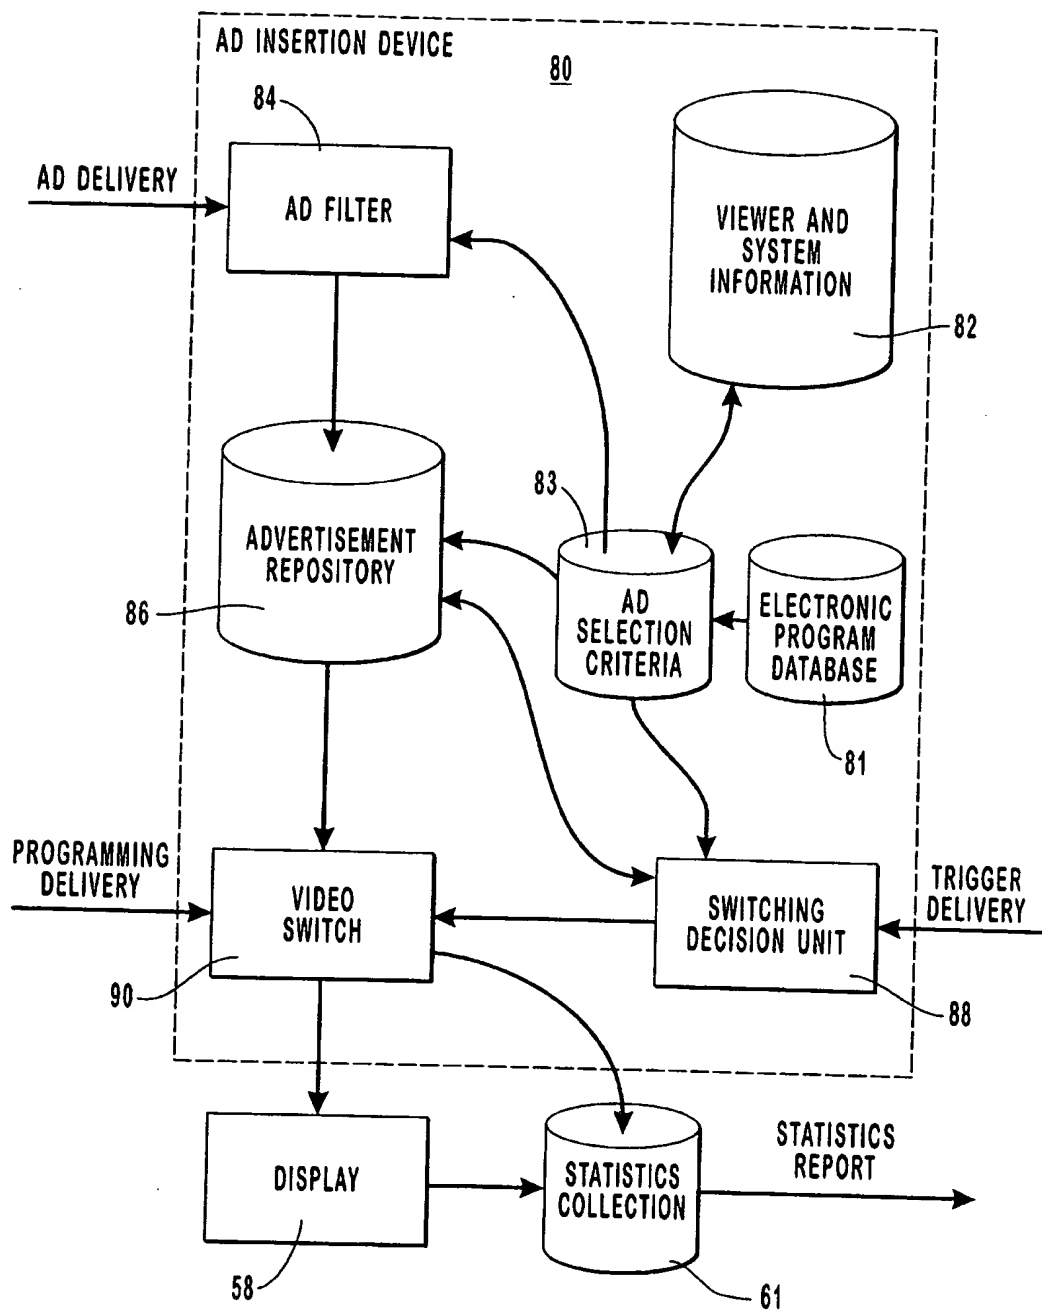 AD INSERTION DEVICE
80
84
AD DELIVERY
AD FILTER
VIEWER AND
SYSTEM
INFORMATION
82
83
ADVERTISEMENT
REPOSITORY
86
AD
SELECTION
CRITERIA
ELECTRONIC
PROGRAM
DATABASE
81
PROGRAMMING
DELIVERY
VIDEO
SWITCH
90
SWITCHING
DECISION UNIT
88
TRIGGER
DELIVERY
DISPLAY
58
STATISTICS
COLLECTION
61
STATISTICS
REPORT